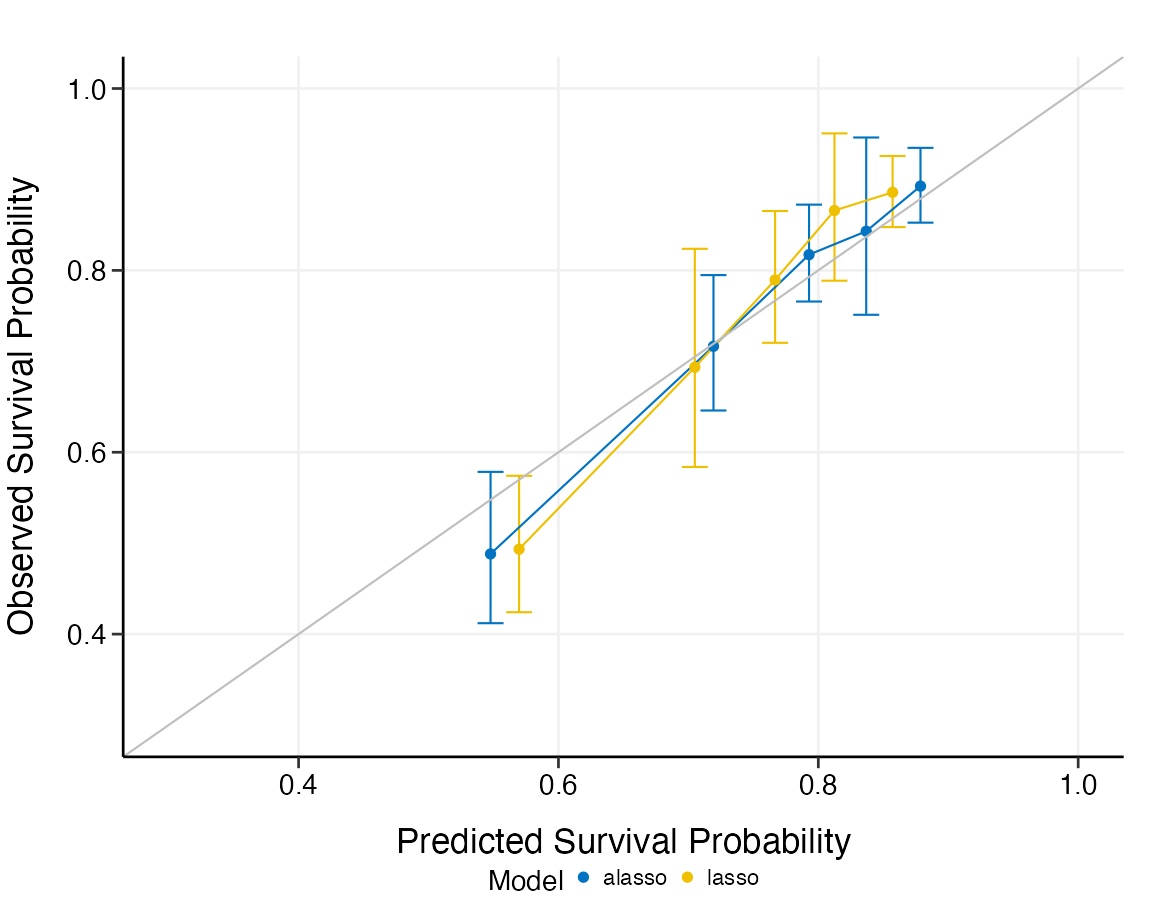 Observed Survival Probability
1.0
0.8
0.6
0.4
0.4 0.6 0.8 1.0
Predicted Survival Probability
Model alasso lasso